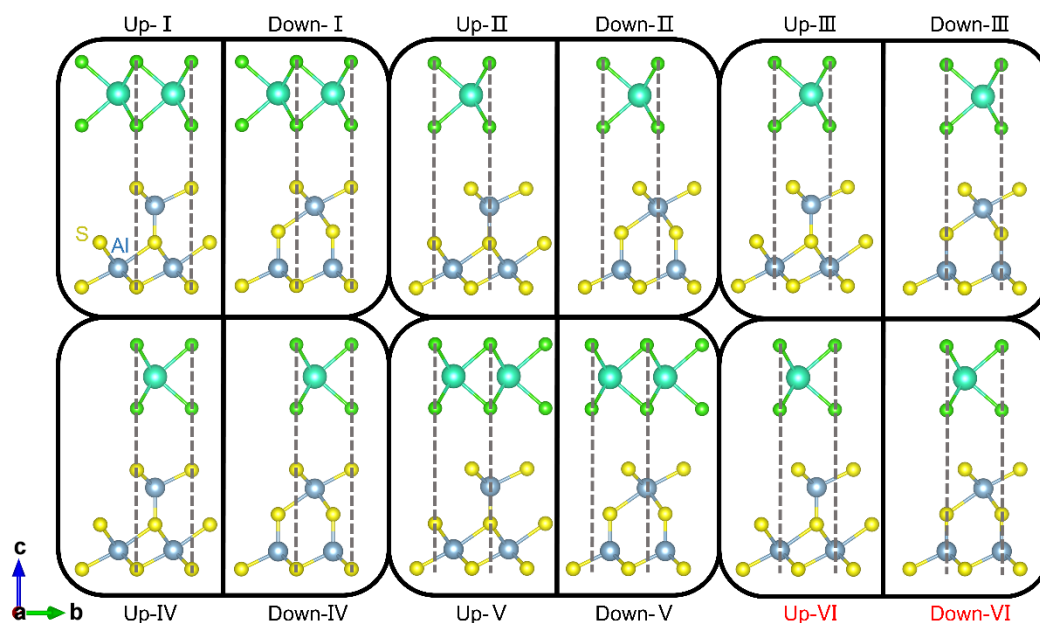 Up-Ⅰ Down-Ⅰ Up-Ⅱ Down-Ⅱ Up-Ⅲ Down-Ⅲ
S
Al
c
a b
Up-Ⅳ Down-Ⅳ Up-Ⅴ Down-Ⅴ Up-Ⅵ Down-Ⅵ